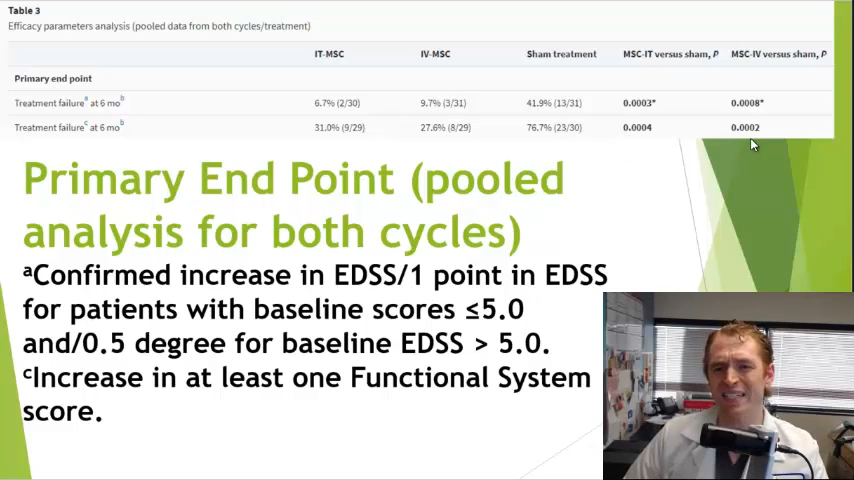 Table 3
Efficacy parameters analysis (pooled data from both cycles/treatment)
IT-MSC IV-MSC Sham treatment MSC-IT versus sham, P MSC-IV versus sham, P
Primary end point
Treatment failureᵃ at 6 moᵇ 6.7% (2/30) 9.7% (3/31) 41.9% (13/31) 0.0003* 0.0008*
Treatment failureᶜ at 6 moᵇ 31.0% (9/29) 27.6% (8/29) 76.7% (23/30) 0.0004 0.0002
Primary End Point (pooled
analysis for both cycles)
ᵃConfirmed increase in EDSS/1 point in EDSS
for patients with baseline scores ≤5.0
and/0.5 degree for baseline EDSS > 5.0.
ᶜIncrease in at least one Functional System
score.